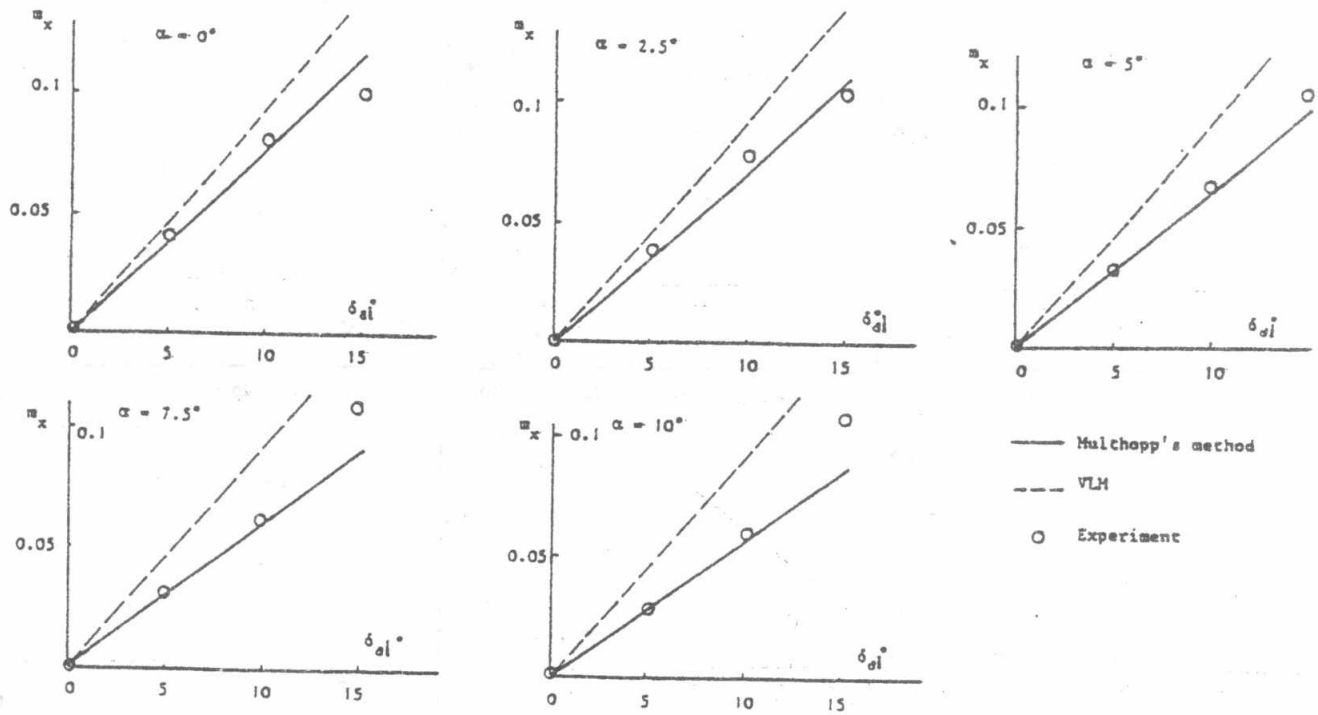 m_x
α = 0°
0.1
0.05
δ_al°
0 5 10 15
m_x
α = 2.5°
0.1
0.05
δ_al°
0 5 10 15
m_x
α = 5°
0.1
0.05
δ_al°
0 5 10
m_x
α = 7.5°
0.1
0.05
δ_al°
0 5 10 15
m_x
0.1 α = 10°
0.05
δ_al°
0 5 10 15
Multhopp's method
VLM
Experiment